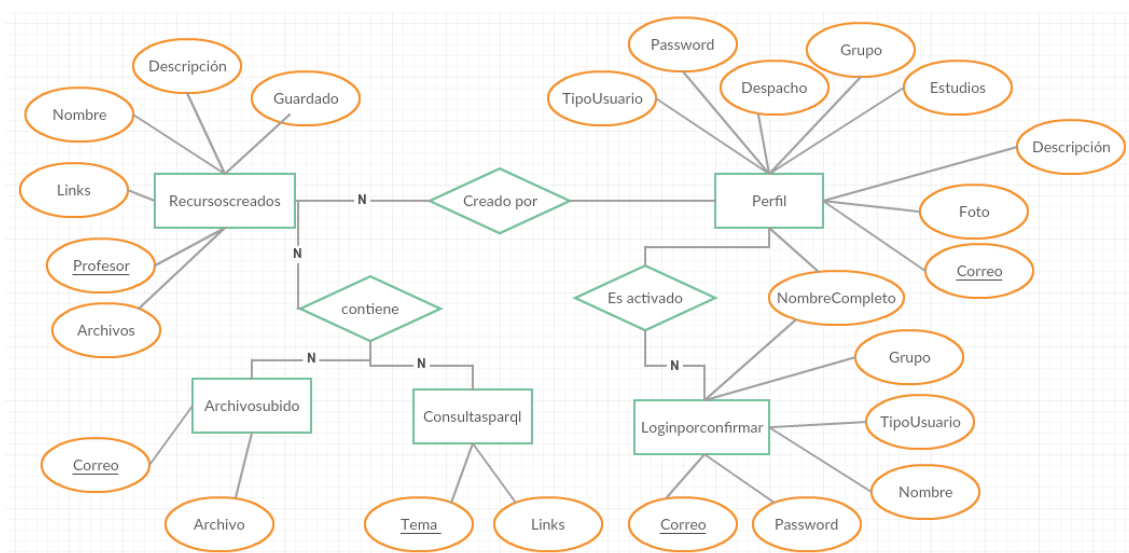 Password
Grupo
Descripción
TipoUsuario
Despacho
Estudios
Nombre
Guardado
Descripción
Links
Recursoscreados
N
Creado por
Perfil
Foto
N
Profesor
Correo
Es activado
NombreCompleto
contiene
Archivos
Grupo
N
N
N
Archivosubido
Consultasparql
Loginporconfirmar
TipoUsuario
Correo
Nombre
Archivo
Tema
Links
Correo
Password